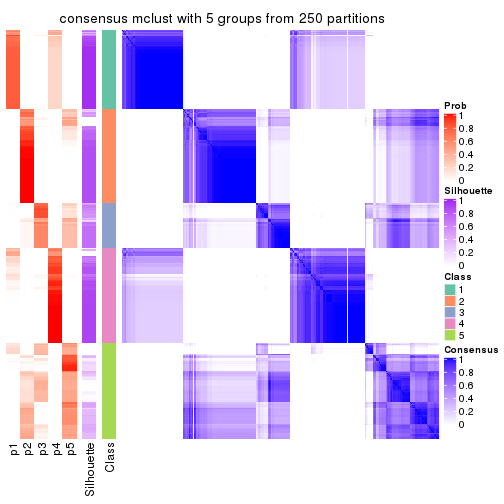 consensus mclust with 5 groups from 250 partitions
Prob
1
0.8
0.6
0.4
0.2
0
Silhouette
1
0.8
0.6
0.4
0.2
0
Class
1
2
3
4
5
Consensus
1
0.8
0.6
0.4
0.2
0
p1
p2
p3
p4
p5
Silhouette
Class